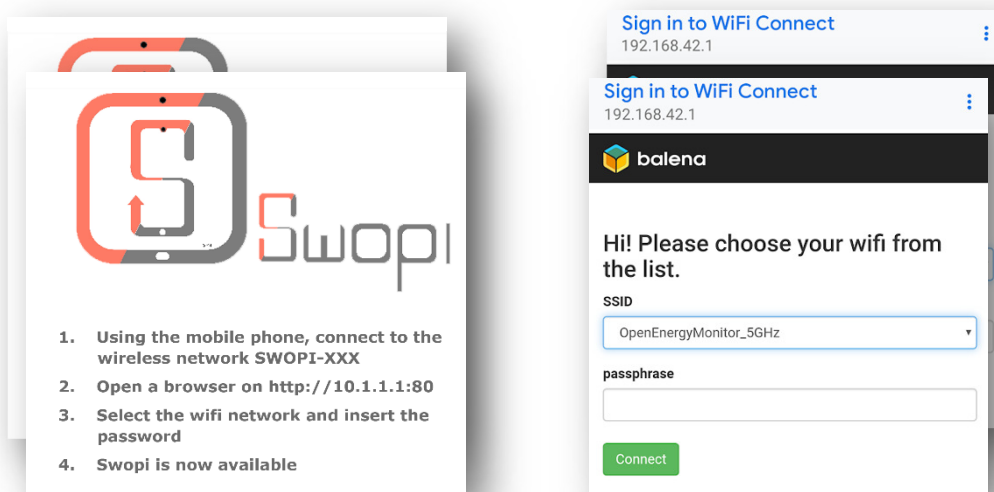 Swopi
1. Using the mobile phone, connect to the
wireless network SWOPI-XXX
2. Open a browser on http://10.1.1.1:80
3. Select the wifi network and insert the
password
4. Swopi is now available
Sign in to WiFi Connect
192.168.42.1
Sign in to WiFi Connect
192.168.42.1
balena
Hi! Please choose your wifi from
the list.
SSID
OpenEnergyMonitor_5GHz
passphrase
Connect